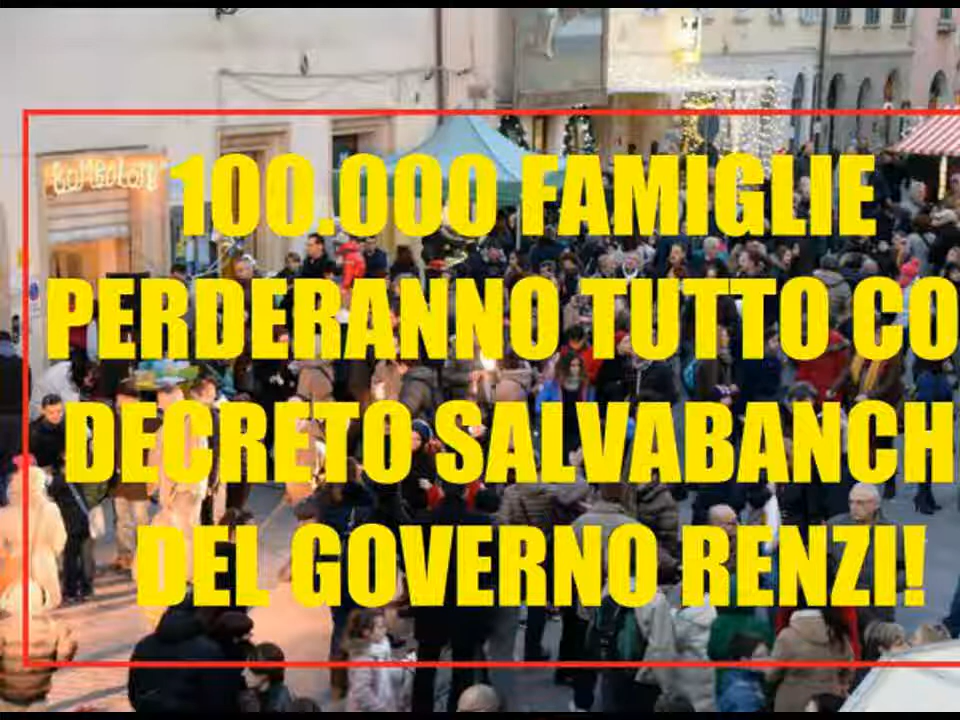 100.000 FAMIGLIE
PERDERANNO TUTTO CO
DECRETO SALVABANCH
DEL GOVERNO RENZI!